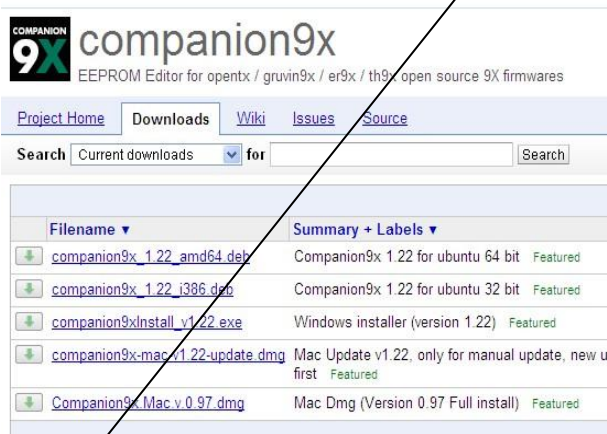 COMPANION
9X
companion9x
EEPROM Editor for opentx / gruvin9x / er9x / th9x open source 9X firmwares
Project Home Downloads Wiki Issues Source
Search Current downloads for Search
Filename ▼ Summary + Labels ▼
companion9x_1.22_amd64.deb Companion9x 1.22 for ubuntu 64 bit Featured
companion9x_1.22_i386.deb Companion9x 1.22 for ubuntu 32 bit Featured
companion9xInstall_v1.22.exe Windows installer (version 1.22) Featured
companion9x-mac.v1.22-update.dmg Mac Update v1.22, only for manual update, new u
first Featured
Companion9x.Mac.v.0.97.dmg Mac Dmg (Version 0.97 Full install) Featured